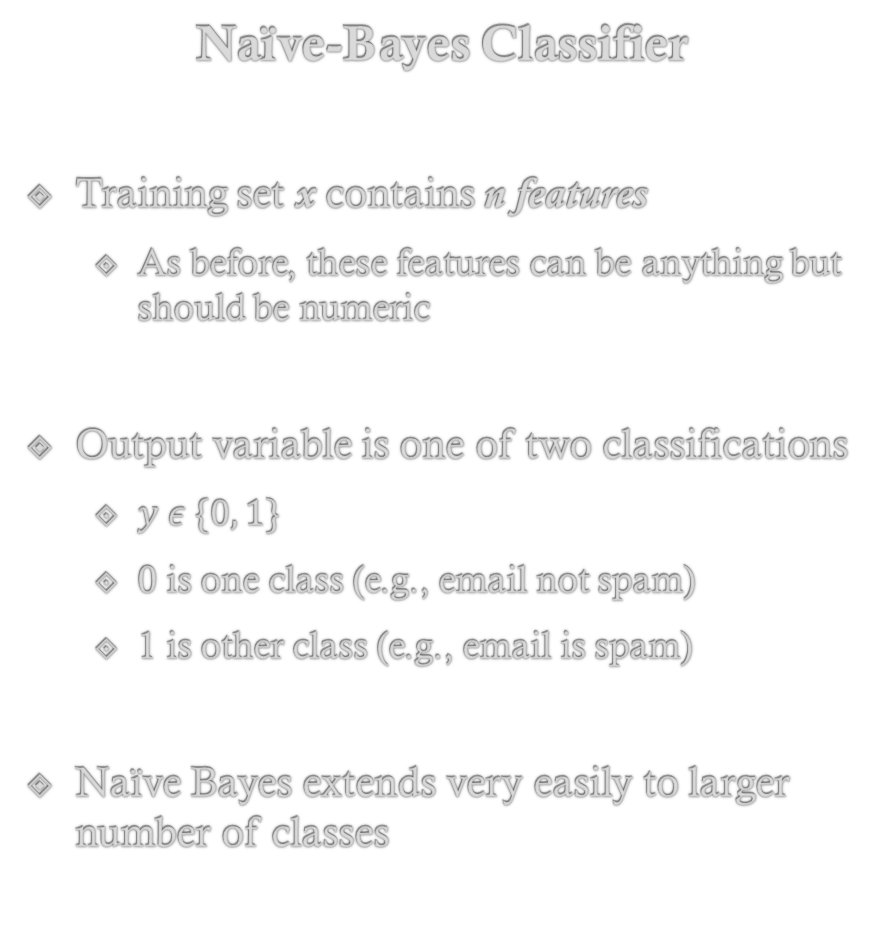 Naïve-Bayes Classifier
Training set x contains n features
As before, these features can be anything but
should be numeric
Output variable is one of two classifications
y ϵ {0, 1}
0 is one class (e.g., email not spam)
1 is other class (e.g., email is spam)
Naïve Bayes extends very easily to larger
number of classes